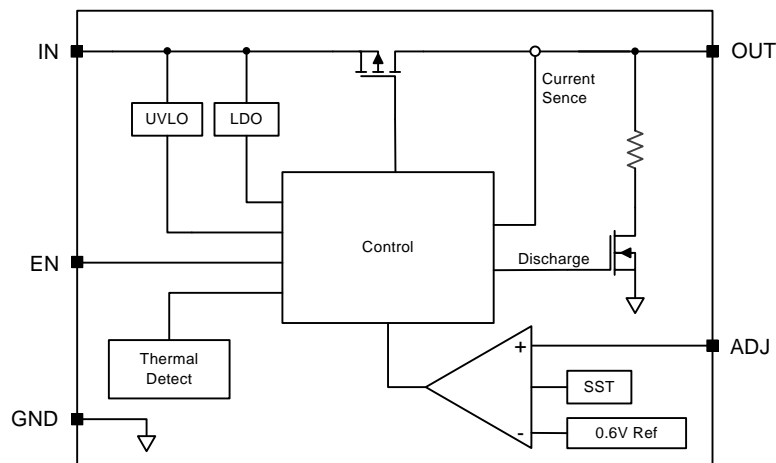 IN
OUT
Current
Sence
UVLO
LDO
Control
EN
Discharge
Thermal
Detect
+
ADJ
SST
GND
-
0.6V Ref